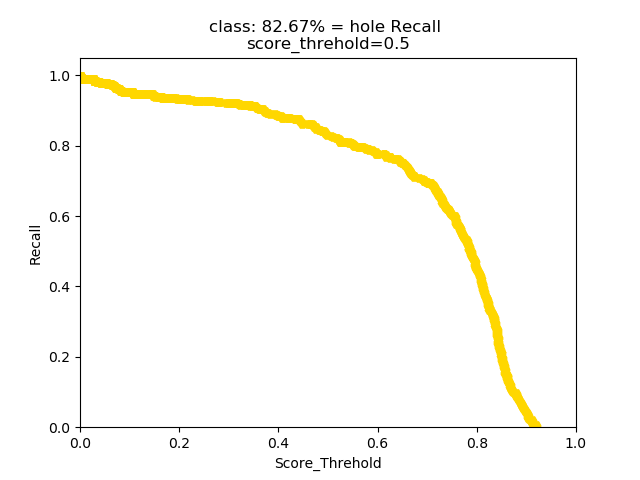 class: 82.67% = hole Recall
score_threhold=0.5
1.0
0.8
0.6
0.4
0.2
0.0
Recall
0.0 0.2 0.4 0.6 0.8 1.0
Score_Threhold